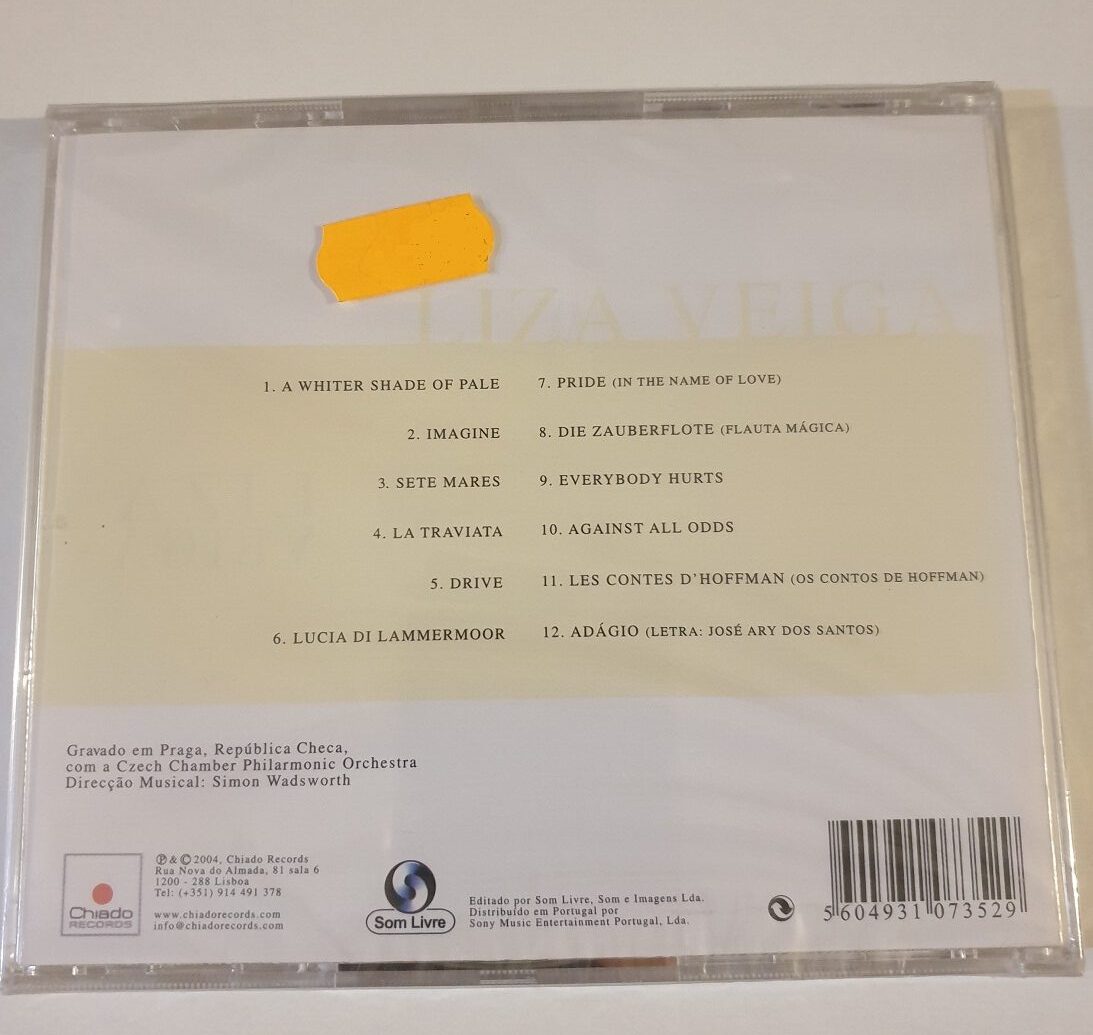 LIZA VEIGA
1. A WHITER SHADE OF PALE
2. IMAGINE
3. SETE MARES
4. LA TRAVIATA
5. DRIVE
6. LUCIA DI LAMMERMOOR
7. PRIDE (IN THE NAME OF LOVE)
8. DIE ZAUBERFLOTE (FLAUTA MÁGICA)
9. EVERYBODY HURTS
10. AGAINST ALL ODDS
11. LES CONTES D'HOFFMAN (OS CONTOS DE HOFFMAN)
12. ADÁGIO (LETRA: JOSÉ ARY DOS SANTOS)
Gravado em Praga, República Checa,
com a Czech Chamber Philarmonic Orchestra
Direcção Musical: Simon Wadsworth
Chiado
RECORDS
℗ & © 2004, Chiado Records
Rua Nova do Almada, 81 sala 6
1200 - 288 Lisboa
Tel: (+351) 914 491 378
www.chiadorecords.com
info@chiadorecords.com
Som Livre
Editado por Som Livre, Som e Imagens Lda.
Distribuído em Portugal por
Sony Music Entertainment Portugal, Lda.
5 604931 073529